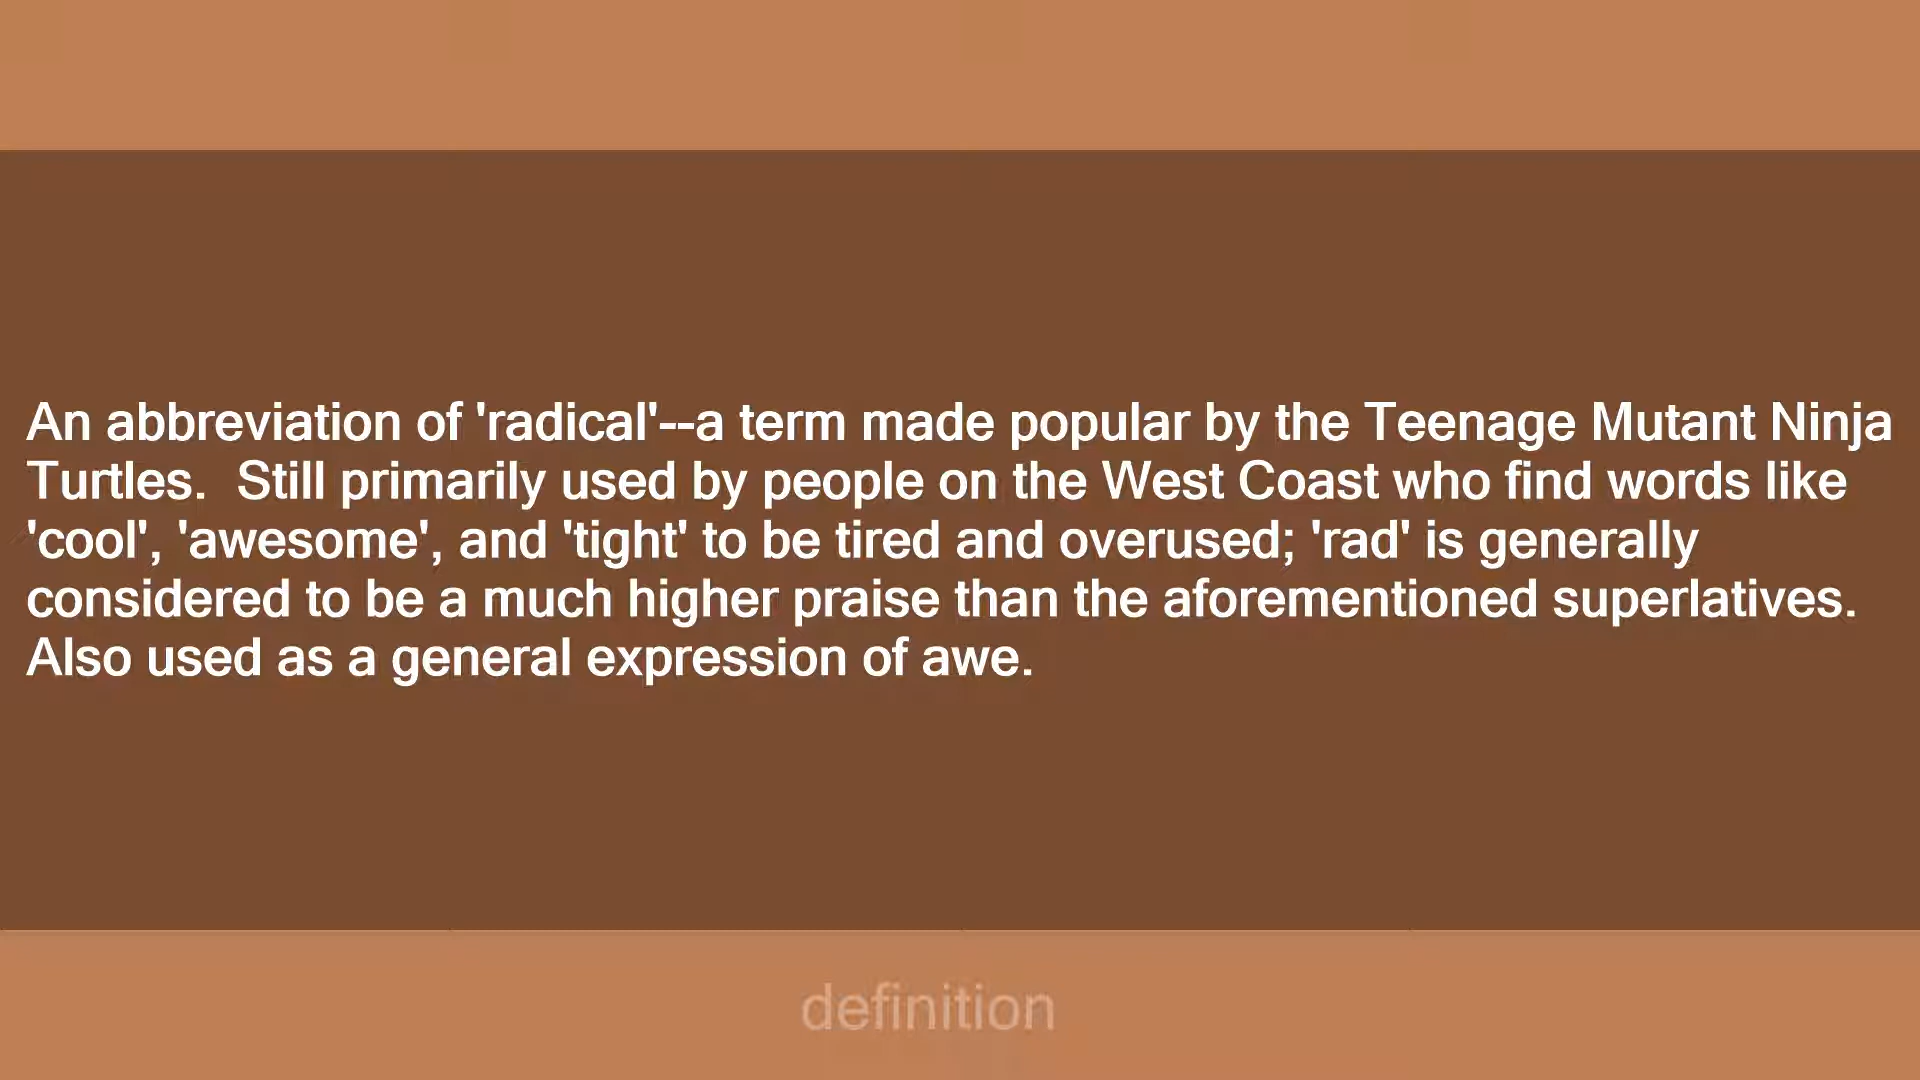 An abbreviation of 'radical'--a term made popular by the Teenage Mutant Ninja
Turtles.  Still primarily used by people on the West Coast who find words like
'cool', 'awesome', and 'tight' to be tired and overused; 'rad' is generally
considered to be a much higher praise than the aforementioned superlatives.
Also used as a general expression of awe.
definition